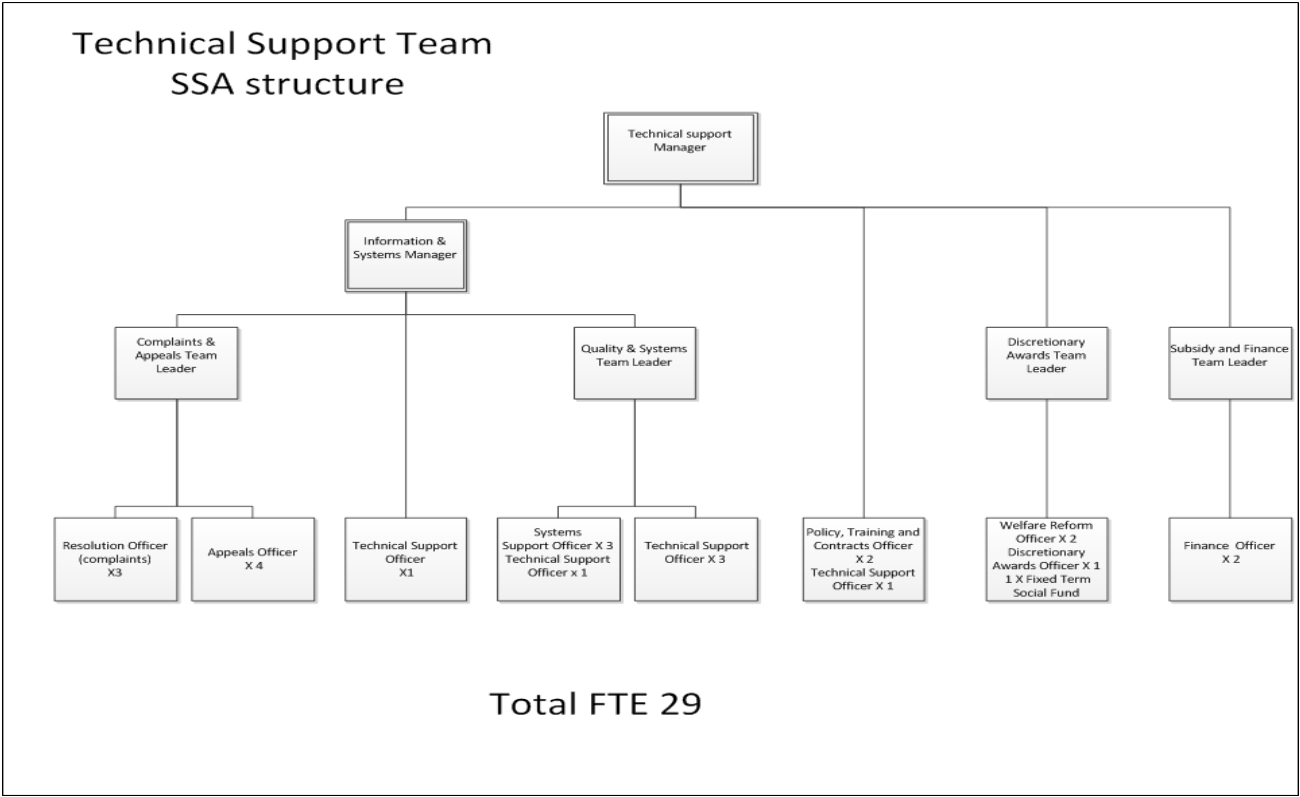 Technical Support Team
SSA structure
Technical support
Manager
Information &
Systems Manager
Complaints &
Appeals Team
Leader
Quality & Systems
Team Leader
Discretionary
Awards Team
Leader
Subsidy and Finance
Team Leader
Resolution Officer
(complaints)
X3
Appeals Officer
X 4
Technical Support
Officer
X1
Systems
Support Officer X 3
Technical Support
Officer x 1
Technical Support
Officer X 3
Policy, Training and
Contracts Officer
X 2
Technical Support
Officer X 1
Welfare Reform
Officer X 2
Discretionary
Awards Officer X 1
1 X Fixed Term
Social Fund
Finance Officer
X 2
Total FTE 29